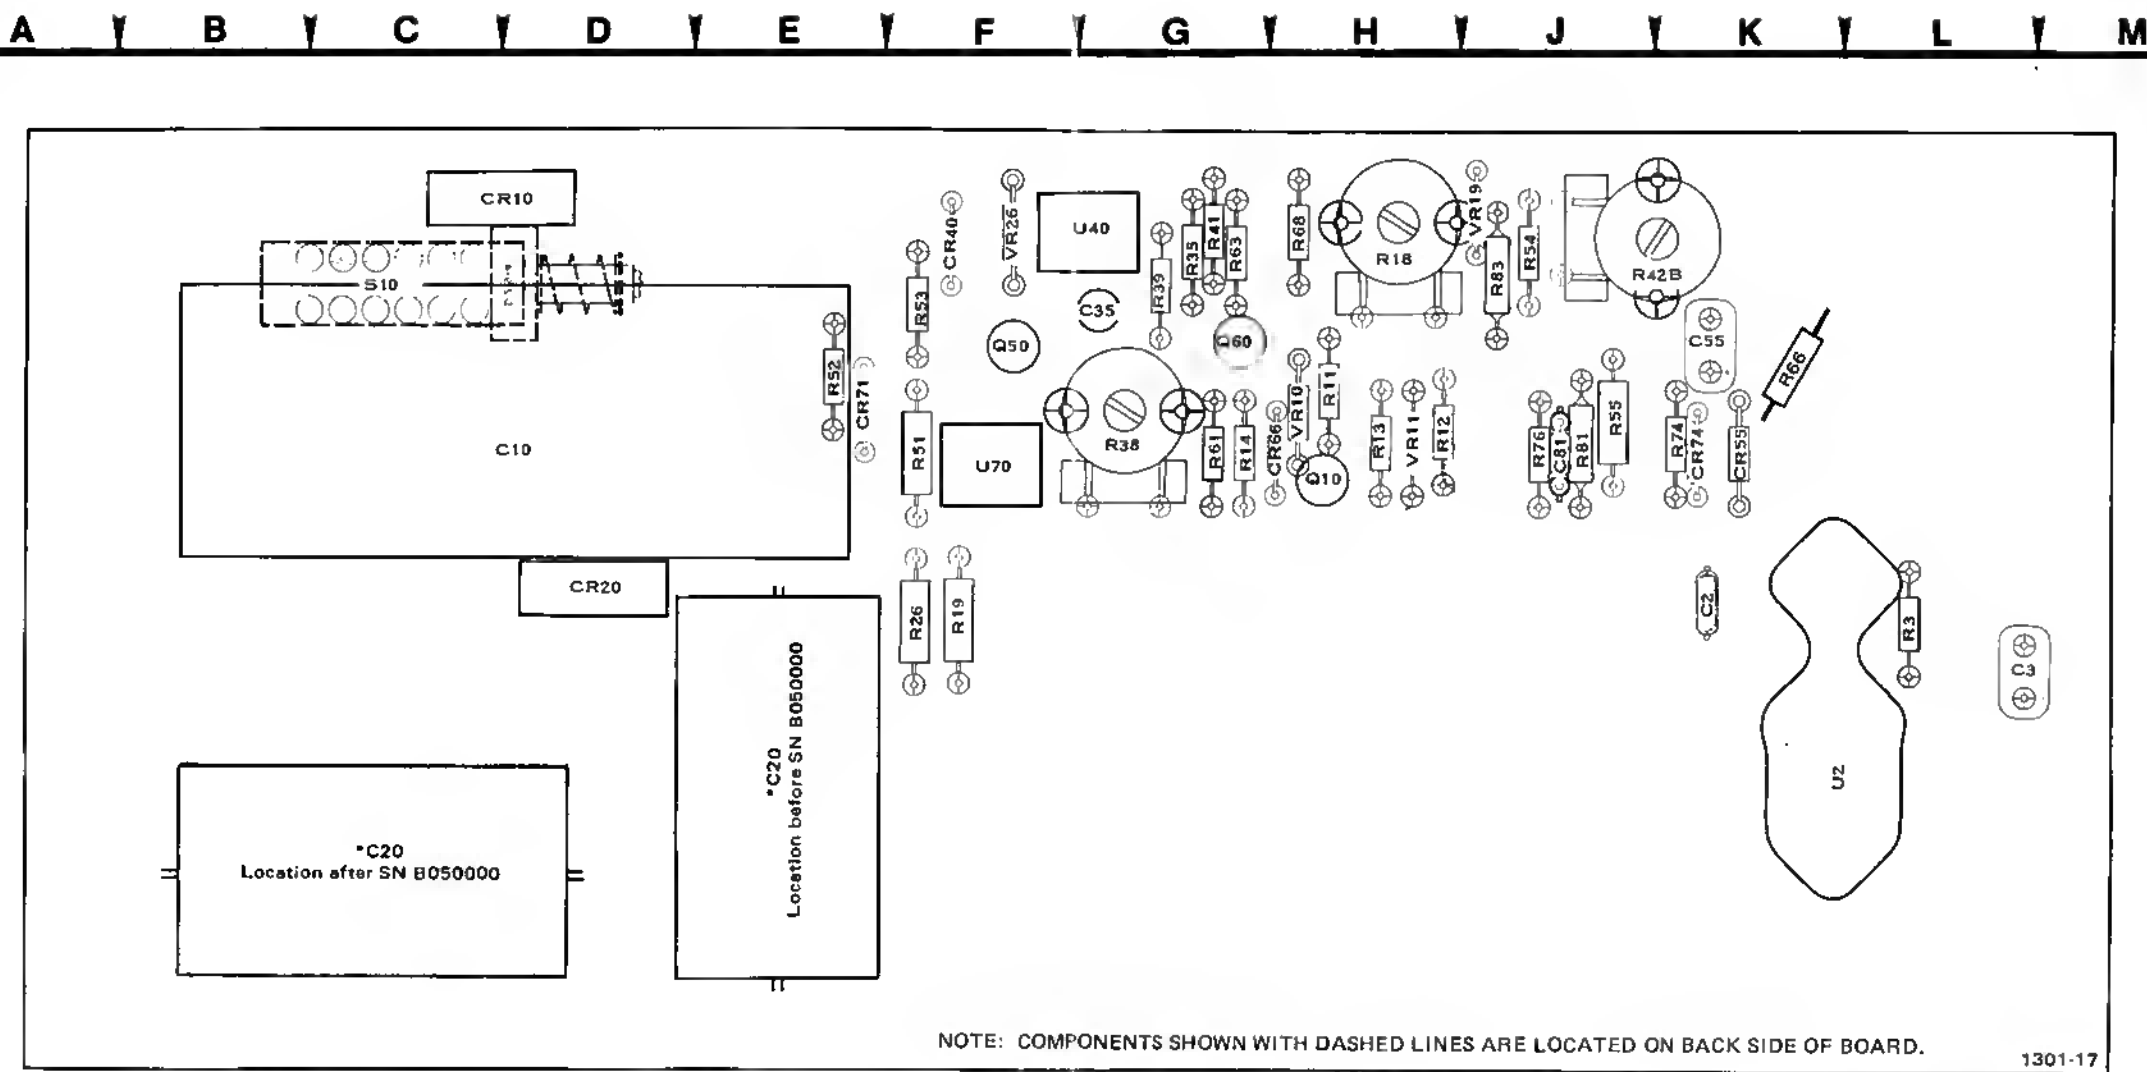 A B C D E F G H J K L M
CR10
S10
C10
CR20
R52
CR71
R53
CR40
VR26
U40
C35
Q50
R51
U70
R38
R39
R35
R41
R63
Q60
R61
R14
CR66
VR10
R11
Q10
R68
R18
VR19
R83
R54
R42B
R13
VR11
R12
R76
C81
R81
R55
C55
R74
CR74
CR55
R66
R26
R19
C2
U2
R3
C3
*C20
Location before SN B050000
*C20
Location after SN B050000
NOTE: COMPONENTS SHOWN WITH DASHED LINES ARE LOCATED ON BACK SIDE OF BOARD.
1301-17